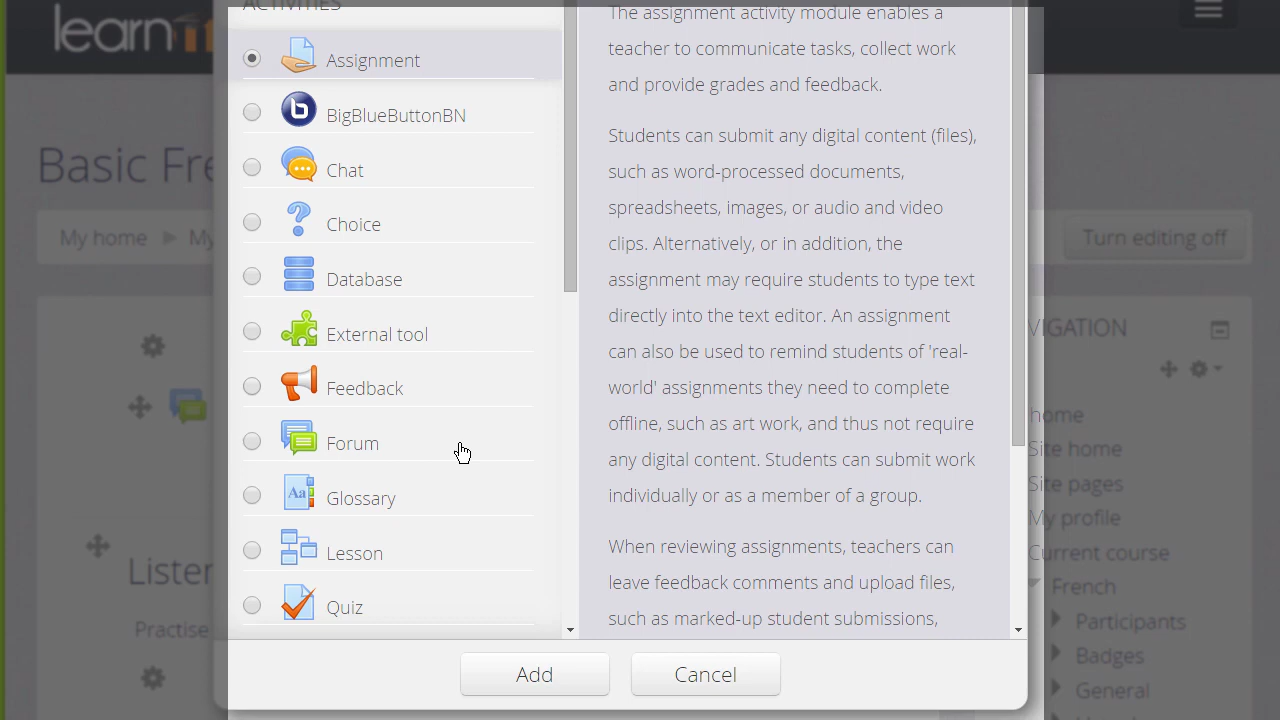 ACTIVITIES
learn
Assignment
BigBlueButtonBN
Chat
Choice
Database
External tool
Feedback
Forum
Glossary
Lesson
Quiz
The assignment activity module enables a
teacher to communicate tasks, collect work
and provide grades and feedback.
Students can submit any digital content (files),
such as word-processed documents,
spreadsheets, images, or audio and video
clips. Alternatively, or in addition, the
assignment may require students to type text
directly into the text editor. An assignment
can also be used to remind students of 'real-
world' assignments they need to complete
offline, such as art work, and thus not require
any digital content. Students can submit work
individually or as a member of a group.
When reviewing assignments, teachers can
leave feedback comments and upload files,
such as marked-up student submissions,
Add
Cancel
Basic Fre
My home
My
Turn editing off
Lister
Practise
VIGATION
home
Site home
Site pages
My profile
Current course
French
Participants
Badges
General